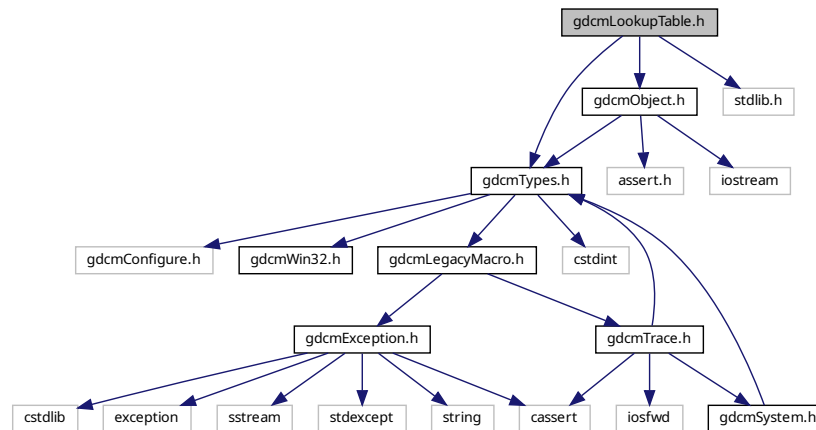 gdcmLookupTable.h
gdcmObject.h
stdlib.h
gdcmTypes.h
assert.h
iostream
gdcmConfigure.h
gdcmWin32.h
gdcmLegacyMacro.h
cstdint
gdcmException.h
gdcmTrace.h
cstdlib
exception
sstream
stdexcept
string
cassert
iosfwd
gdcmSystem.h